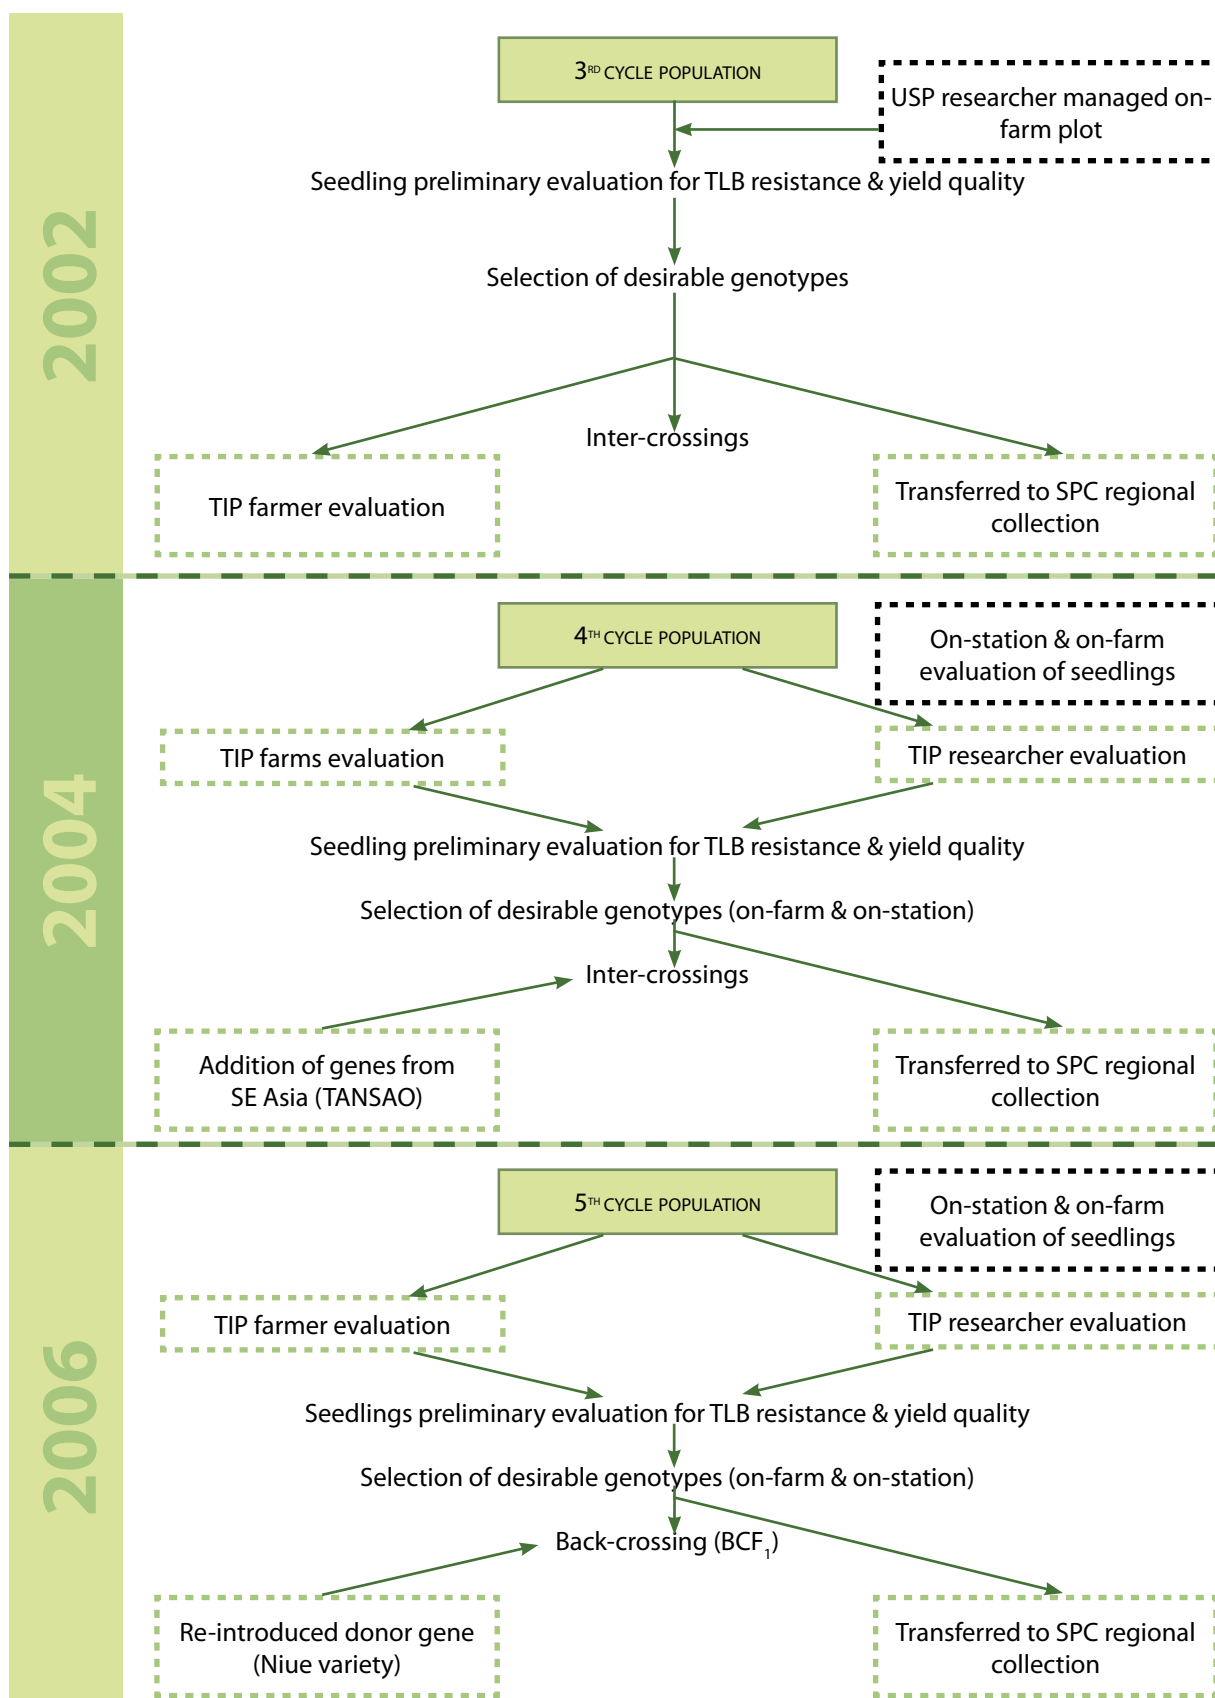 2002
3RD CYCLE POPULATION
USP researcher managed on-
farm plot
Seedling preliminary evaluation for TLB resistance & yield quality
Selection of desirable genotypes
Inter-crossings
TIP farmer evaluation
Transferred to SPC regional
collection
2004
4TH CYCLE POPULATION
On-station & on-farm
evaluation of seedlings
TIP farms evaluation
TIP researcher evaluation
Seedling preliminary evaluation for TLB resistance & yield quality
Selection of desirable genotypes (on-farm & on-station)
Inter-crossings
Addition of genes from
SE Asia (TANSAO)
Transferred to SPC regional
collection
2006
5TH CYCLE POPULATION
On-station & on-farm
evaluation of seedlings
TIP farmer evaluation
TIP researcher evaluation
Seedlings preliminary evaluation for TLB resistance & yield quality
Selection of desirable genotypes (on-farm & on-station)
Back-crossing (BCF₁)
Re-introduced donor gene
(Niue variety)
Transferred to SPC regional
collection